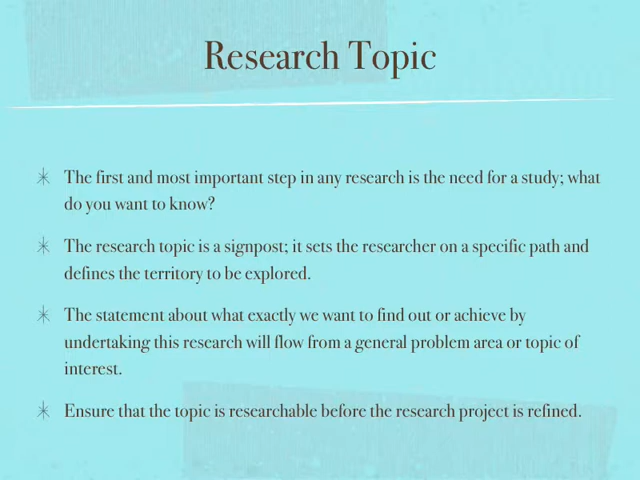 Research Topic
The first and most important step in any research is the need for a study; what
do you want to know?
The research topic is a signpost; it sets the researcher on a specific path and
defines the territory to be explored.
The statement about what exactly we want to find out or achieve by
undertaking this research will flow from a general problem area or topic of
interest.
Ensure that the topic is researchable before the research project is refined.